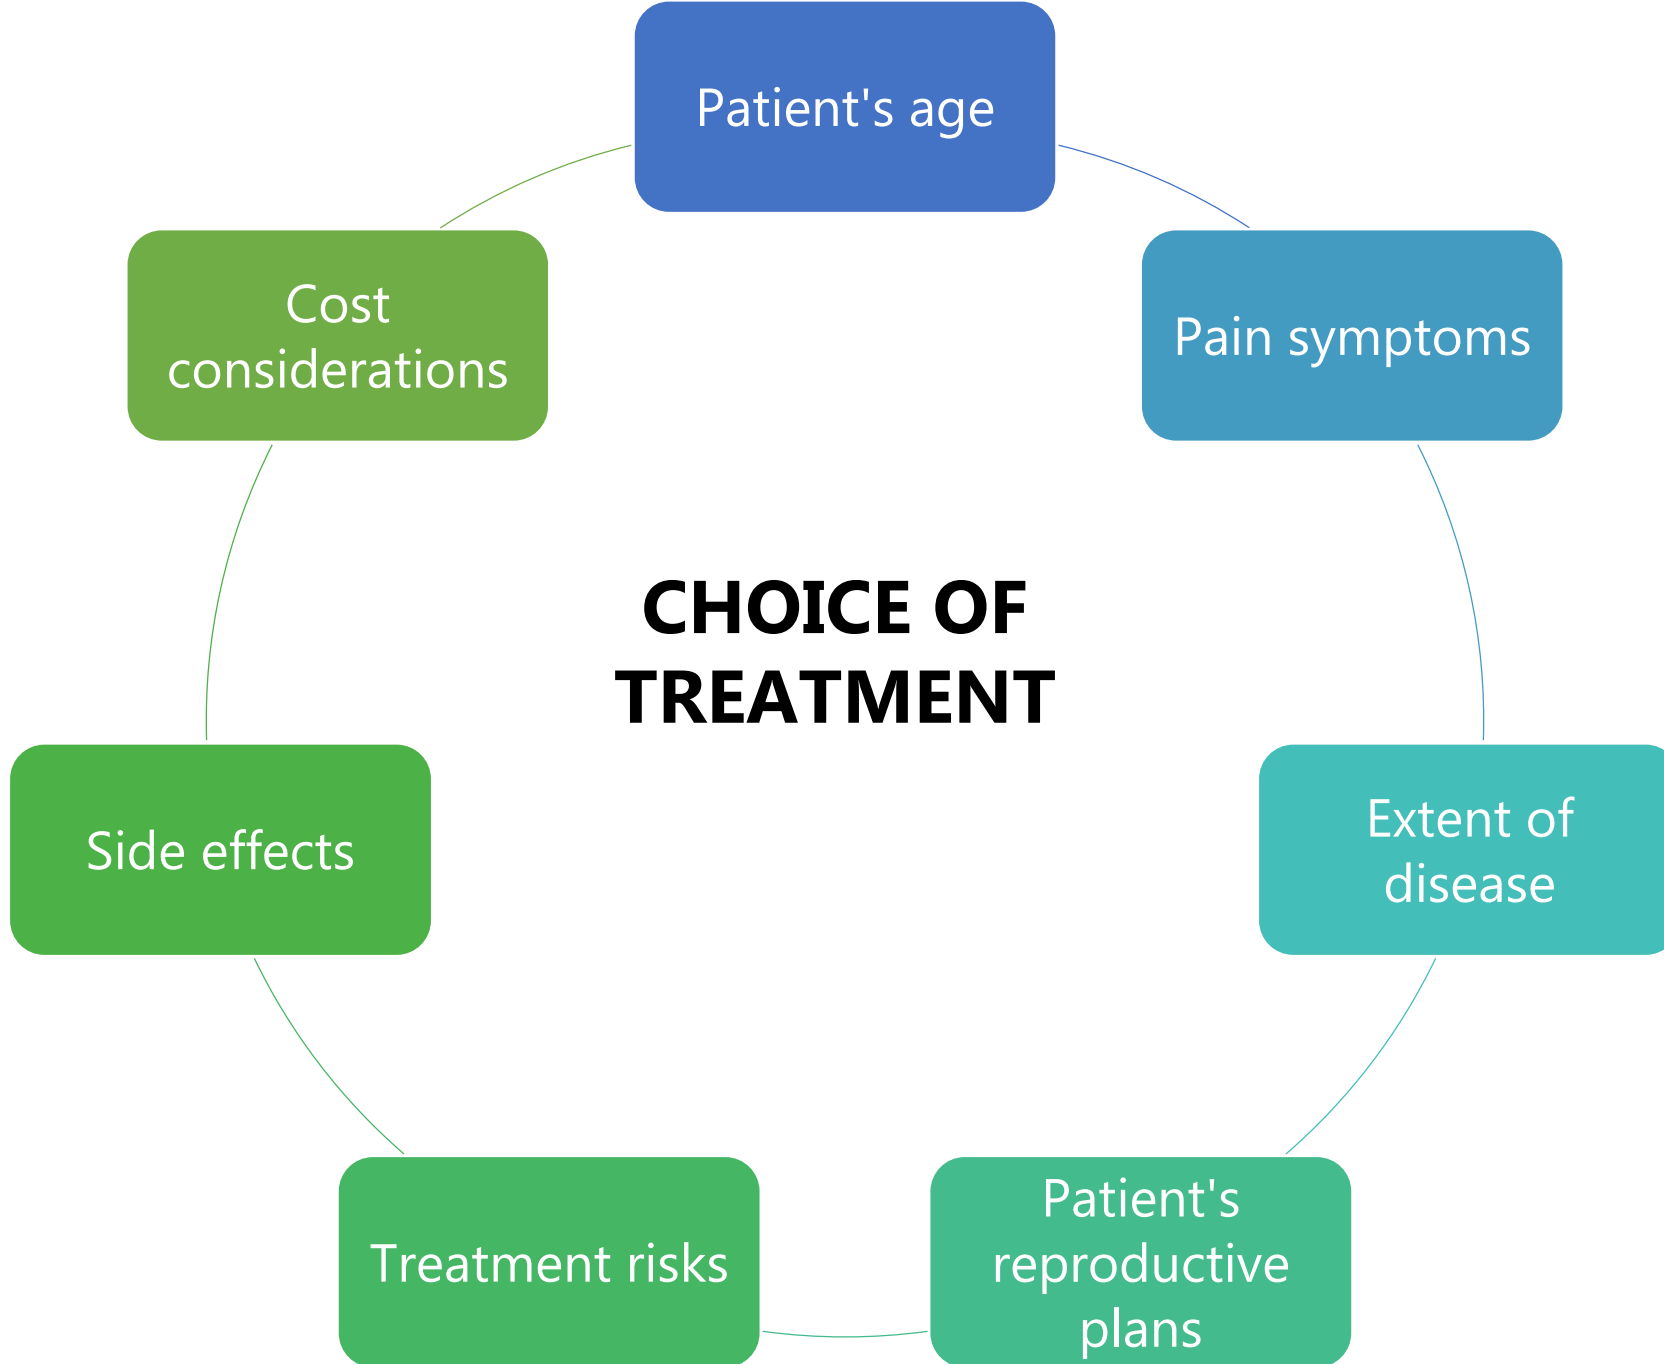 Patient's age
Cost
considerations
Pain symptoms
CHOICE OF
TREATMENT
Side effects
Extent of
disease
Treatment risks
Patient's
reproductive
plans